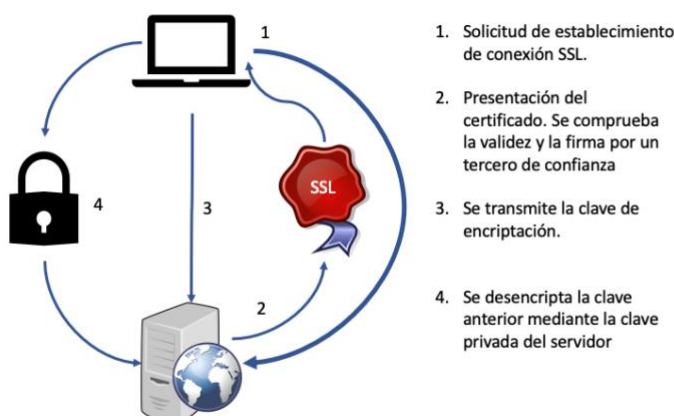 1
4
3
SSL
2
1. Solicitud de establecimiento
de conexión SSL.
2. Presentación del
certificado. Se comprueba
la validez y la firma por un
tercero de confianza
3. Se transmite la clave de
encriptación.
4. Se desencripta la clave
anterior mediante la clave
privada del servidor